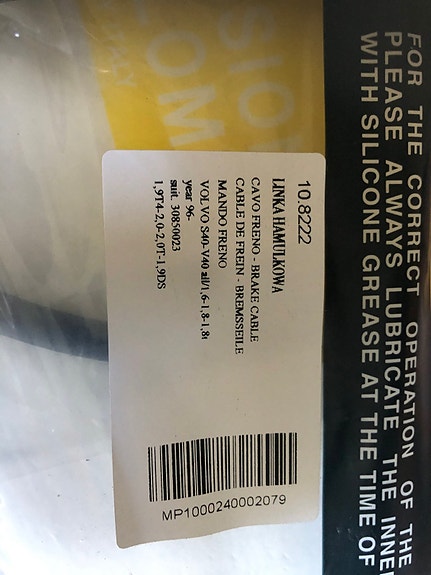 FOR THE CORRECT OPERATION OF THE
PLEASE ALWAYS LUBRICATE THE INNE
WITH SILICONE GREASE AT THE TIME OF
10.8222
LINKA HAMULKOWA
CAVO FRENO - BRAKE CABLE
CABLE DE FREIN - BREMSSEILE
MANDO FRENO
VOLVO S40-V40 all/1,6-1,8-1,8i
year 96-
suit. 30850023
1,9T4-2,0-2,0T-1,9DS
MP1000240002079